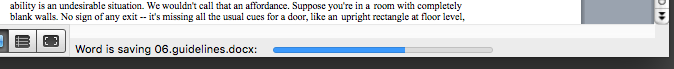 ability is an undesirable situation. We wouldn't call that an affordance. Suppose you're in a room with completely
blank walls. No sign of any exit -- it's missing all the usual cues for a door, like an upright rectangle at floor level,
Word is saving 06.guidelines.docx: